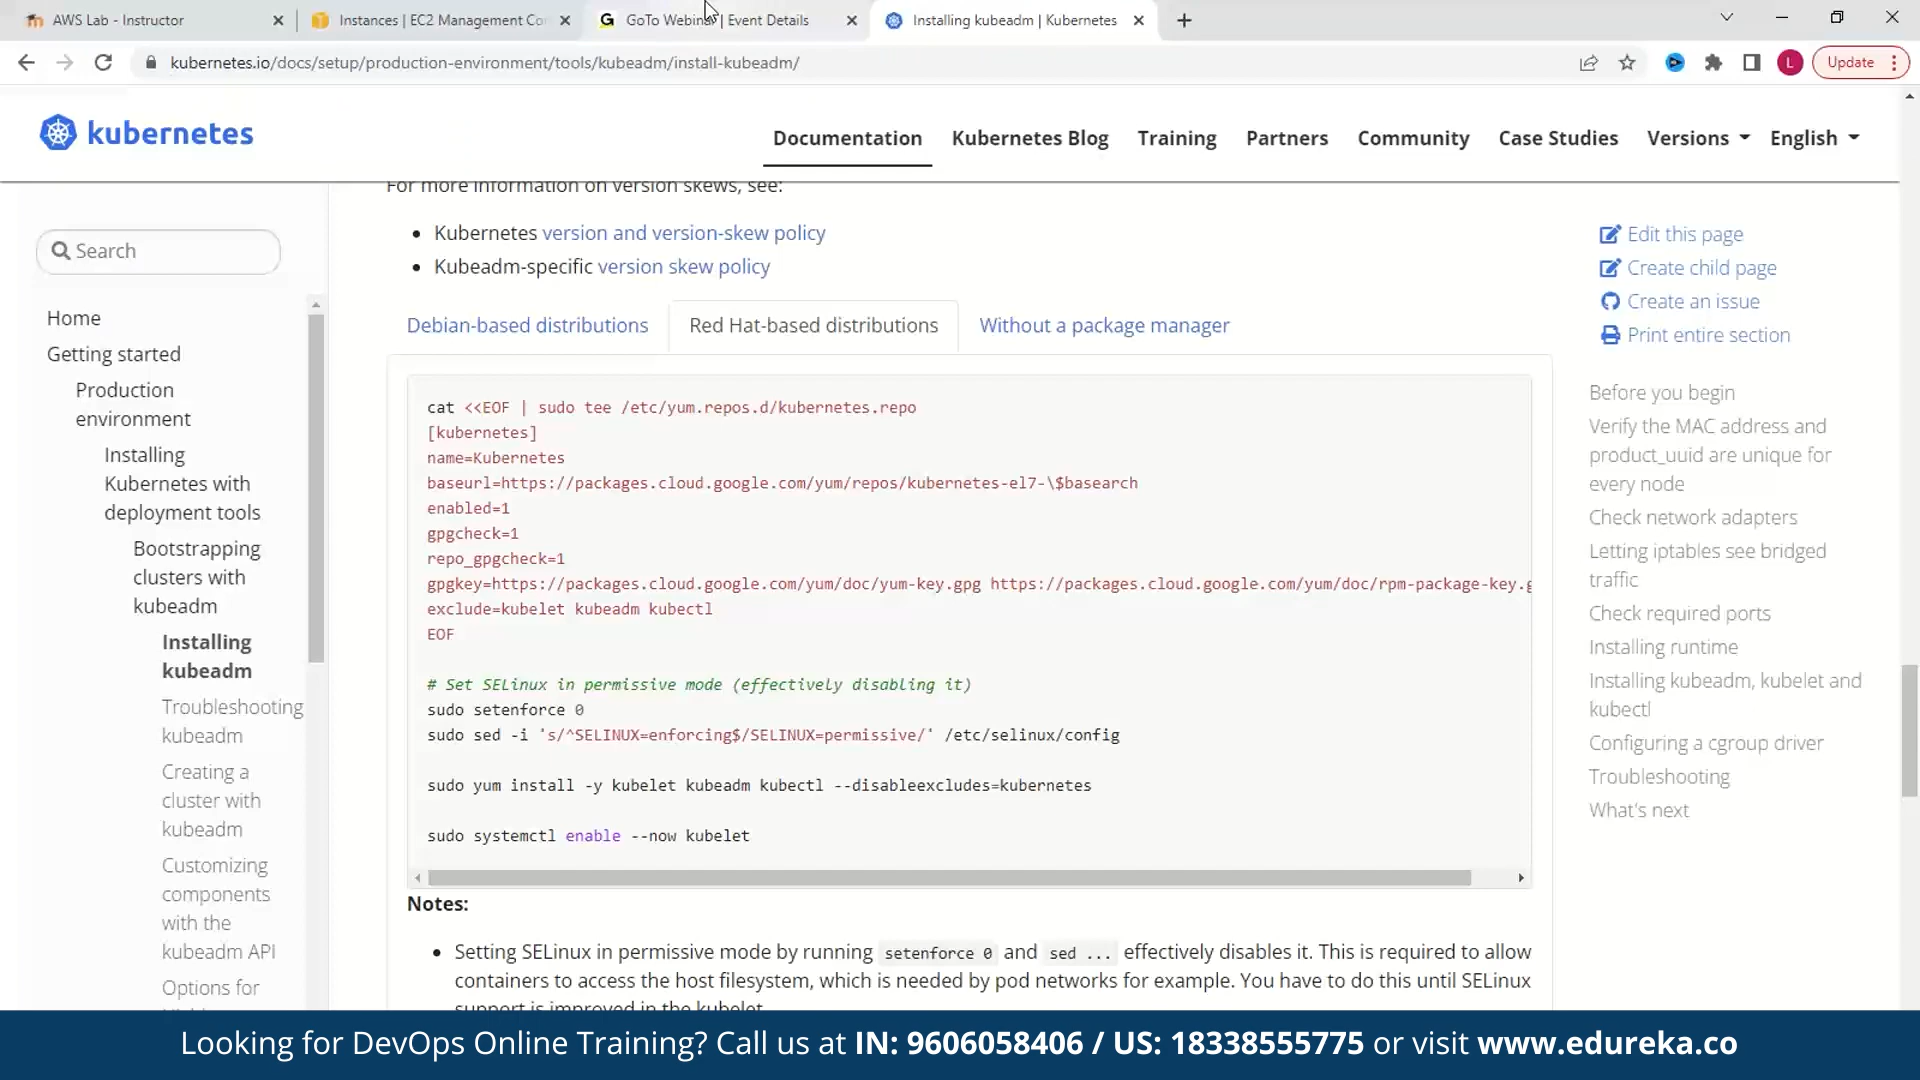 AWS Lab - Instructor
Instances | EC2 Management Co
GoTo Webinar | Event Details
Installing kubeadm | Kubernetes
kubernetes.io/docs/setup/production-environment/tools/kubeadm/install-kubeadm/
L
Update
kubernetes
Documentation
Kubernetes Blog
Training
Partners
Community
Case Studies
Versions
English
Search
Home
Getting started
Production
environment
Installing
Kubernetes with
deployment tools
Bootstrapping
clusters with
kubeadm
Installing
kubeadm
Troubleshooting
kubeadm
Creating a
cluster with
kubeadm
Customizing
components
with the
kubeadm API
Options for
For more information on version skews, see:
Kubernetes version and version-skew policy
Kubeadm-specific version skew policy
Debian-based distributions
Red Hat-based distributions
Without a package manager
cat <<EOF | sudo tee /etc/yum.repos.d/kubernetes.repo
[kubernetes]
name=Kubernetes
baseurl=https://packages.cloud.google.com/yum/repos/kubernetes-el7-\$basearch
enabled=1
gpgcheck=1
repo_gpgcheck=1
gpgkey=https://packages.cloud.google.com/yum/doc/yum-key.gpg https://packages.cloud.google.com/yum/doc/rpm-package-key.g
exclude=kubelet kubeadm kubectl
EOF
# Set SELinux in permissive mode (effectively disabling it)
sudo setenforce 0
sudo sed -i 's/^SELINUX=enforcing$/SELINUX=permissive/' /etc/selinux/config
sudo yum install -y kubelet kubeadm kubectl --disableexcludes=kubernetes
sudo systemctl enable --now kubelet
Notes:
Setting SELinux in permissive mode by running setenforce 0 and sed ... effectively disables it. This is required to allow
containers to access the host filesystem, which is needed by pod networks for example. You have to do this until SELinux
support is improved in the kubelet.
Edit this page
Create child page
Create an issue
Print entire section
Before you begin
Verify the MAC address and
product_uuid are unique for
every node
Check network adapters
Letting iptables see bridged
traffic
Check required ports
Installing runtime
Installing kubeadm, kubelet and
kubectl
Configuring a cgroup driver
Troubleshooting
What's next
Looking for DevOps Online Training? Call us at IN: 9606058406 / US: 18338555775 or visit www.edureka.co